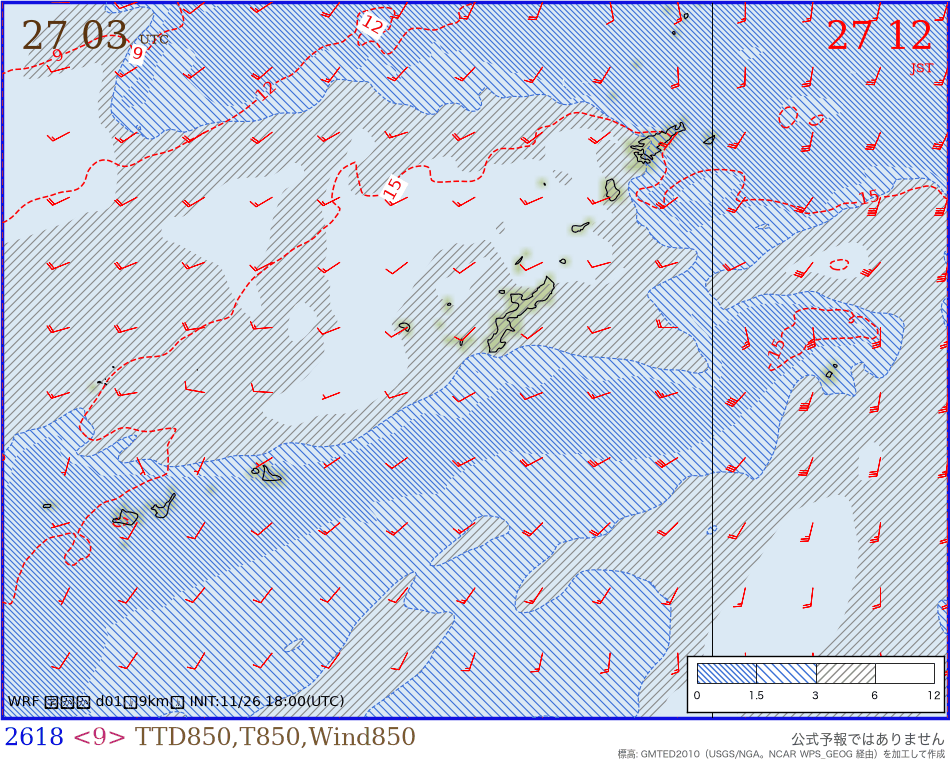 27 03 UTC
27 12
JST
9
9
12
12
15
15
15
3
WRF d01 9km INIT:11/26 18:00(UTC)
0 1.5 3 6 12
2618 <9> TTD850,T850,Wind850
公式予報ではありません
標高: GMTED2010（USGS/NGA。NCAR WPS_GEOG 経由）を加工して作成